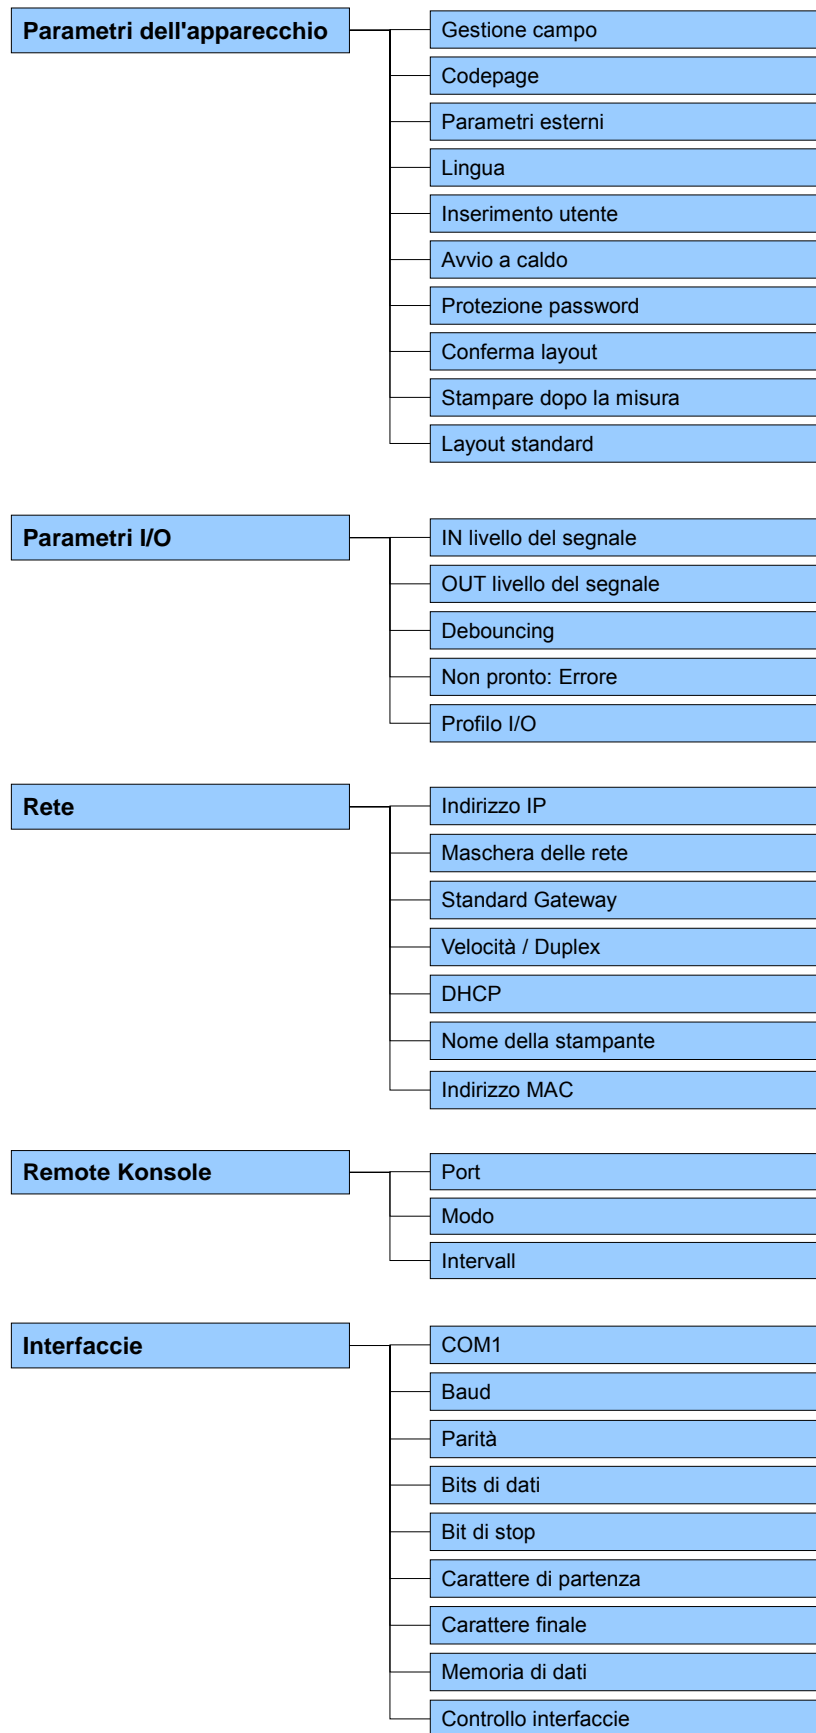 Parametri dell'apparecchio
Gestione campo
Codepage
Parametri esterni
Lingua
Inserimento utente
Avvio a caldo
Protezione password
Conferma layout
Stampare dopo la misura
Layout standard
Parametri I/O
IN livello del segnale
OUT livello del segnale
Debouncing
Non pronto: Errore
Profilo I/O
Rete
Indirizzo IP
Maschera delle rete
Standard Gateway
Velocità / Duplex
DHCP
Nome della stampante
Indirizzo MAC
Remote Konsole
Port
Modo
Intervall
Interfaccie
COM1
Baud
Parità
Bits di dati
Bit di stop
Carattere di partenza
Carattere finale
Memoria di dati
Controllo interfaccie